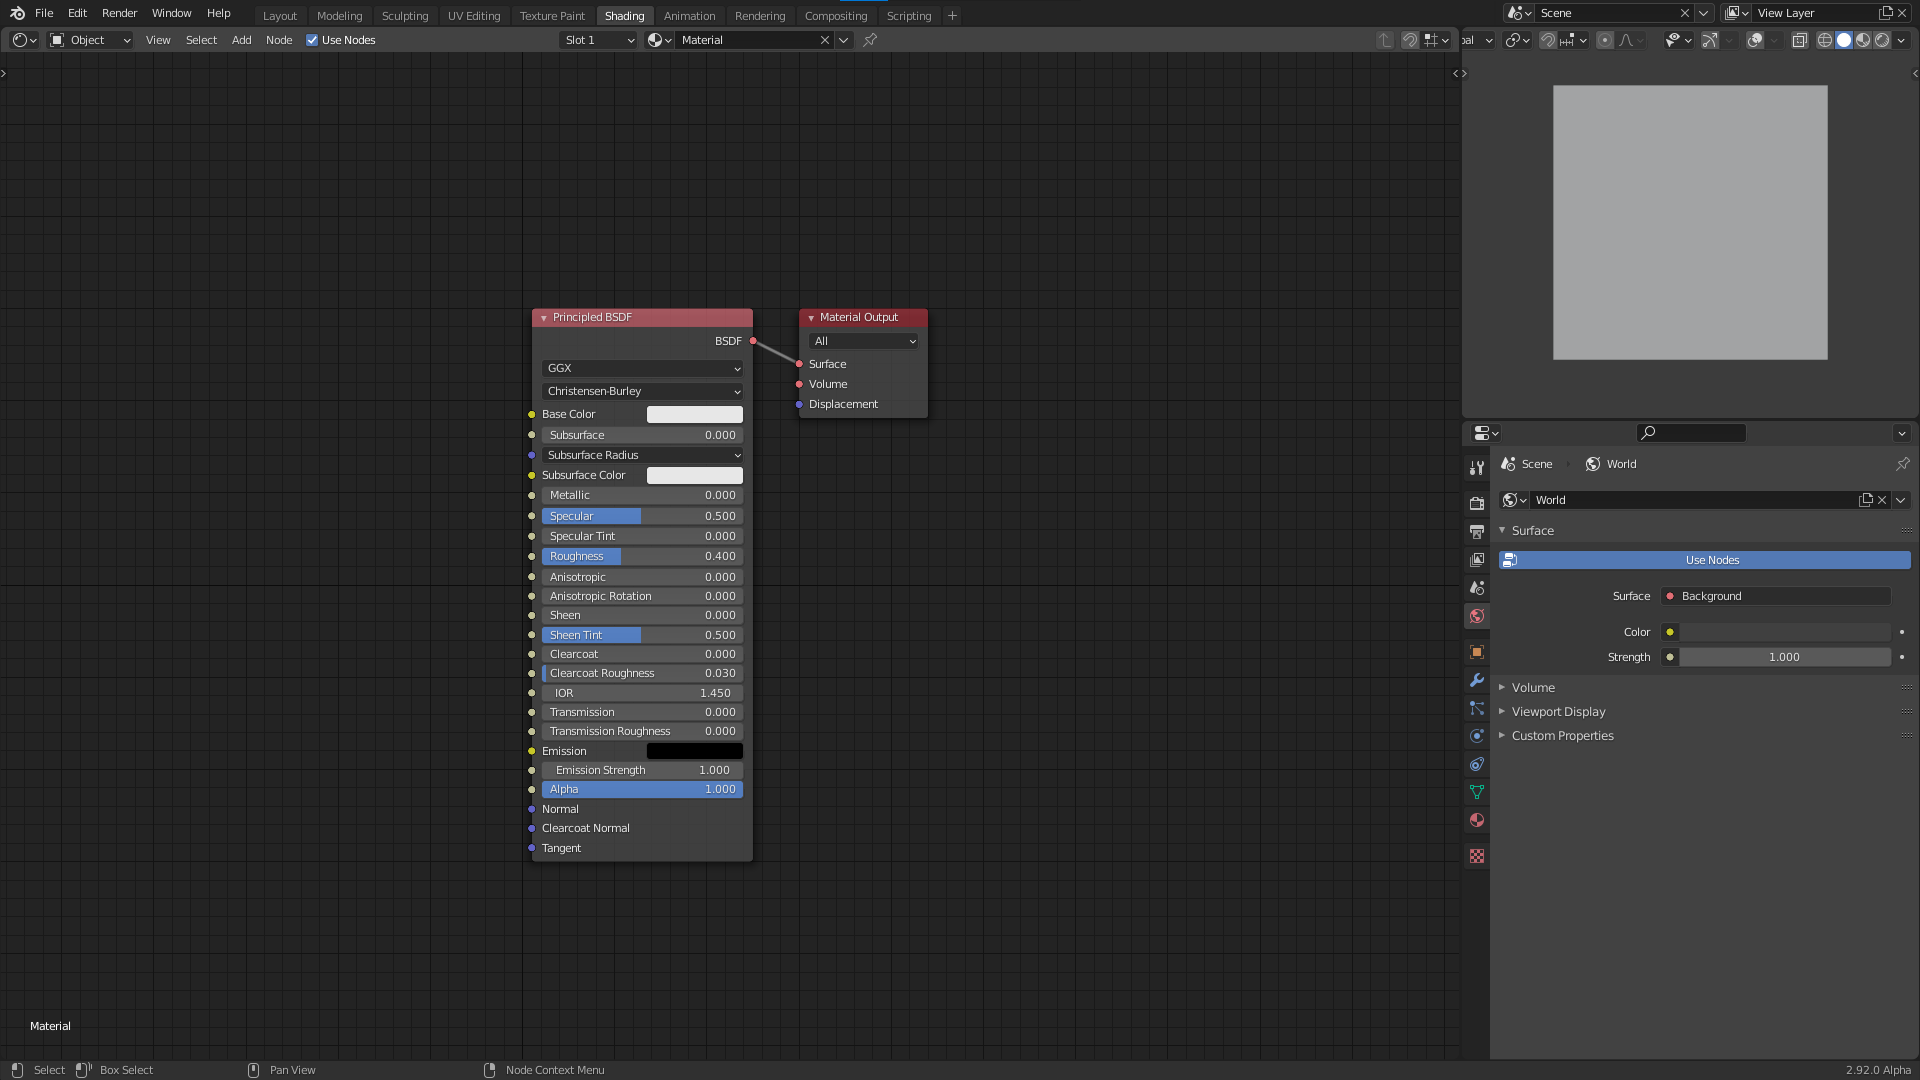 File Edit Render Window Help Layout Modeling Sculpting UV Editing Texture Paint Shading Animation Rendering Compositing Scripting + Scene View Layer
Object View Select Add Node Use Nodes Slot 1 Material
Principled BSDF
BSDF
GGX
Christensen-Burley
Base Color
Subsurface 0.000
Subsurface Radius
Subsurface Color
Metallic 0.000
Specular 0.500
Specular Tint 0.000
Roughness 0.400
Anisotropic 0.000
Anisotropic Rotation 0.000
Sheen 0.000
Sheen Tint 0.500
Clearcoat 0.000
Clearcoat Roughness 0.030
IOR 1.450
Transmission 0.000
Transmission Roughness 0.000
Emission
Emission Strength 1.000
Alpha 1.000
Normal
Clearcoat Normal
Tangent
Material Output
All
Surface
Volume
Displacement
Scene World
World
Surface
Use Nodes
Surface Background
Color
Strength 1.000
Volume
Viewport Display
Custom Properties
Material
Select Box Select Pan View Node Context Menu 2.92.0 Alpha